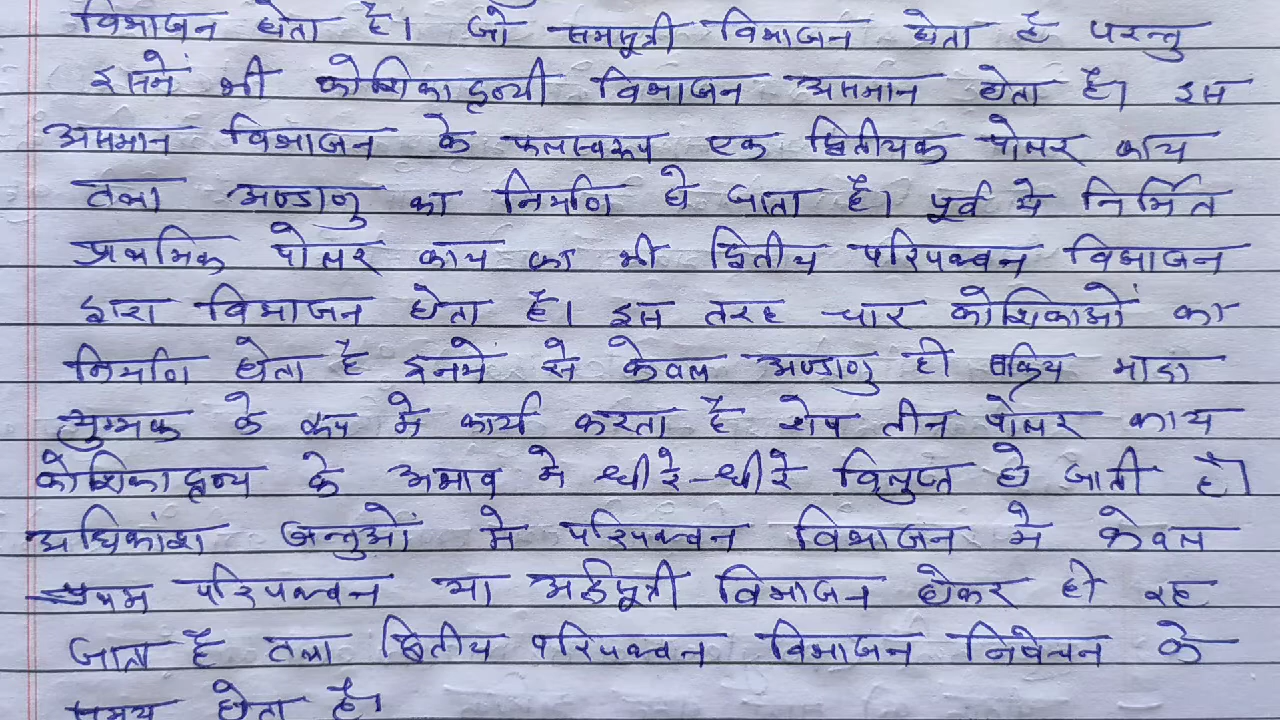 विभाजन होता है। जो समसूत्री विभाजन होता है परन्तु
इसमें भी कोशिकाद्रव्यी विभाजन असमान होता है। इस
असमान विभाजन के फलस्वरूप एक द्वितीयक पोलर काय
तथा अण्डाणु का निर्माण हो जाता है। पूर्व में निर्मित
प्राथमिक पोलर काय का भी द्वितीय परिपक्वन विभाजन
द्वारा विभाजन होता है। इस तरह चार कोशिकाओं का
निर्माण होता है इनमें से केवल अण्डाणु ही सक्रिय मादा
युग्मक के रूप में कार्य करता है शेष तीन पोलर काय
कोशिकाद्रव्य के अभाव में धीरे-धीरे विलुप्त हो जाती है।
अधिकांश जन्तुओं में परिपक्वन विभाजन में केवल
प्रथम परिपक्वन या अर्द्धसूत्री विभाजन होकर ही रह
जाता है तथा द्वितीय परिपक्वन विभाजन निषेचन के
समय होता है।